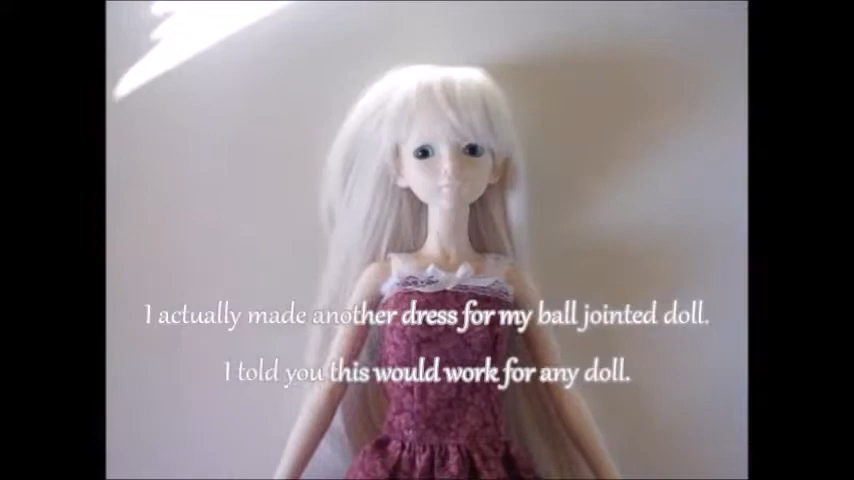 I actually made another dress for my ball jointed doll.
I told you this would work for any doll.